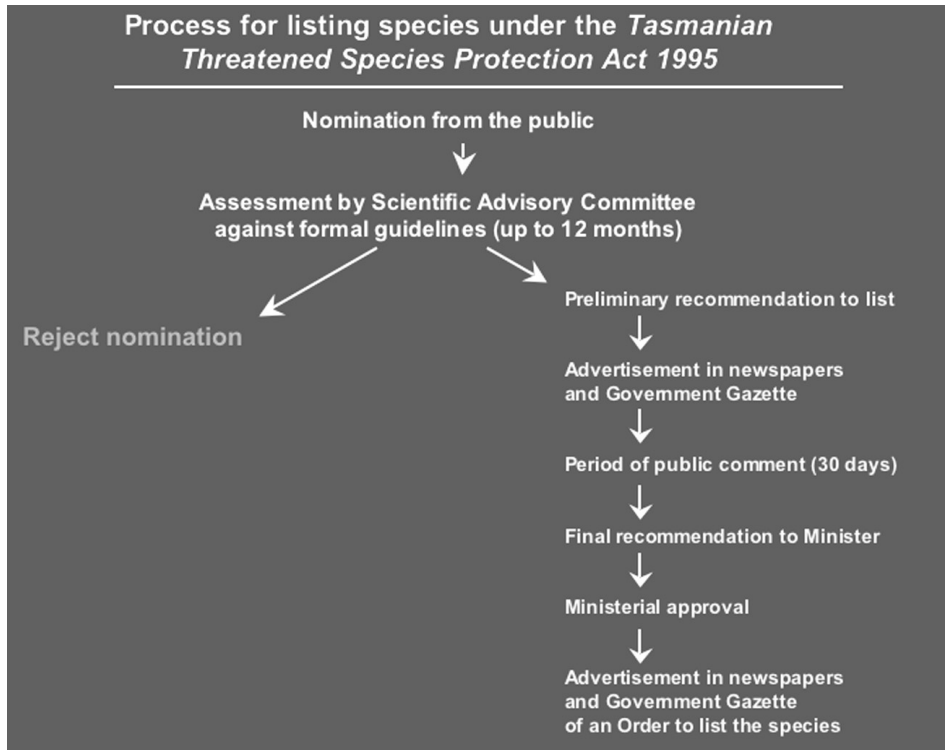 Process for listing species under the Tasmanian
Threatened Species Protection Act 1995
Nomination from the public
Assessment by Scientific Advisory Committee
against formal guidelines (up to 12 months)
Reject nomination
Preliminary recommendation to list
Advertisement in newspapers
and Government Gazette
Period of public comment (30 days)
Final recommendation to Minister
Ministerial approval
Advertisement in newspapers
and Government Gazette
of an Order to list the species